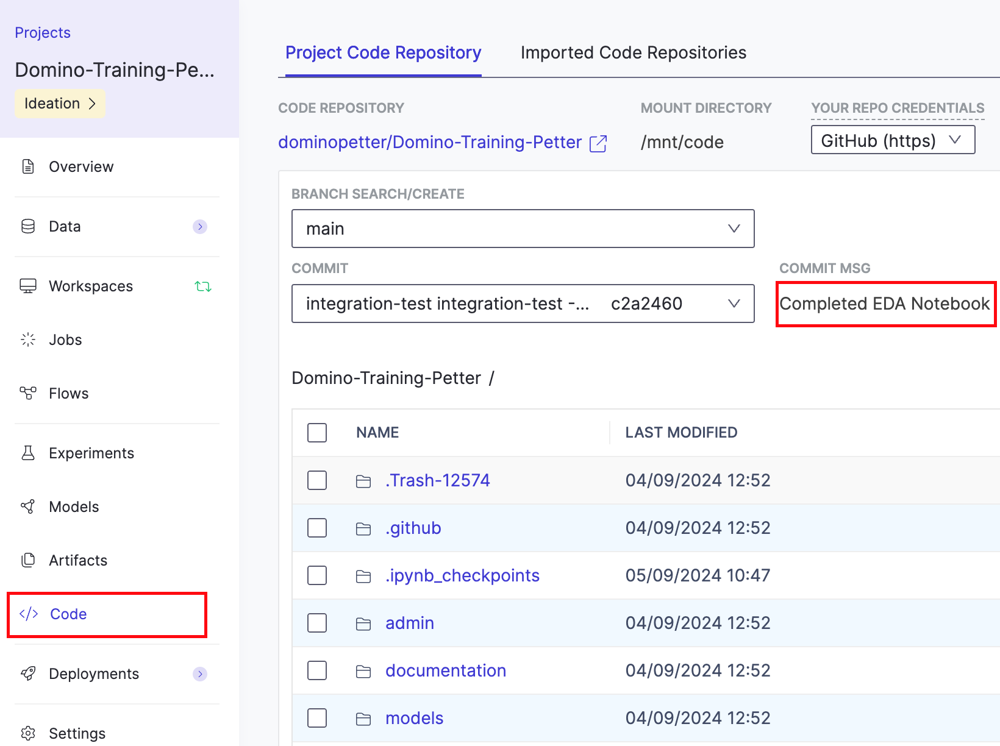 Projects
Domino-Training-Pe...
Ideation
Overview
Data
Workspaces
Jobs
Flows
Experiments
Models
Artifacts
</> Code
Deployments
Settings
Project Code Repository Imported Code Repositories
CODE REPOSITORY MOUNT DIRECTORY YOUR REPO CREDENTIALS
dominopetter/Domino-Training-Petter /mnt/code GitHub (https)
BRANCH SEARCH/CREATE
main
COMMIT COMMIT MSG
integration-test integration-test -... c2a2460 Completed EDA Notebook
Domino-Training-Petter /
NAME LAST MODIFIED
.Trash-12574 04/09/2024 12:52
.github 04/09/2024 12:52
.ipynb_checkpoints 05/09/2024 10:47
admin 04/09/2024 12:52
documentation 04/09/2024 12:52
models 04/09/2024 12:52